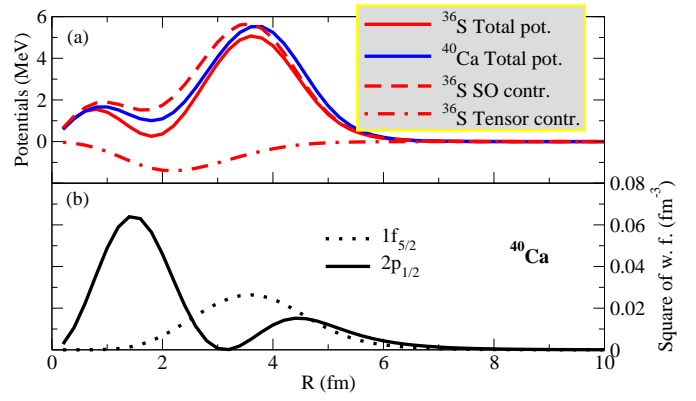 (a)
³⁶S Total pot.
⁴⁰Ca Total pot.
³⁶S SO contr.
³⁶S Tensor contr.
Potentials (MeV)
6
4
2
0
(b)
1f₅/₂
2p₁/₂
⁴⁰Ca
0.08
0.06
0.04
0.02
0
Square of w. f. (fm⁻³)
0 2 4 6 8 10
R (fm)